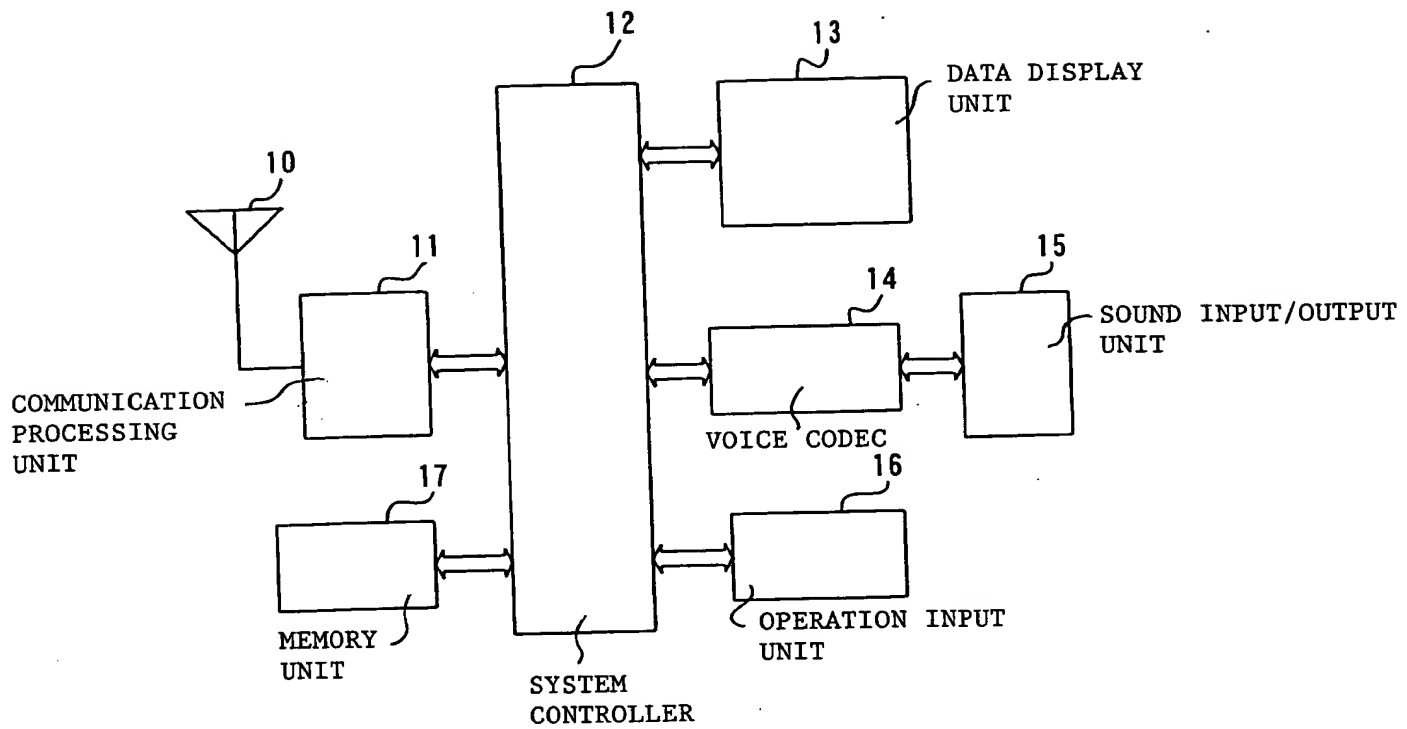 12
13
DATA DISPLAY
UNIT
10
11
14
15
SOUND INPUT/OUTPUT
UNIT
COMMUNICATION
PROCESSING
UNIT
VOICE CODEC
17
16
MEMORY
UNIT
OPERATION INPUT
UNIT
SYSTEM
CONTROLLER